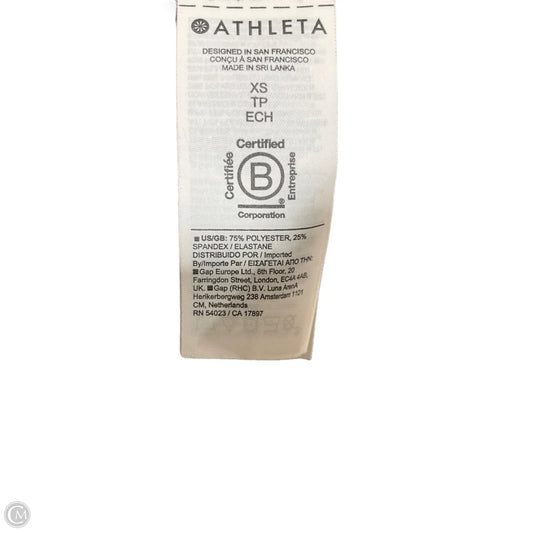 ATHLETA
DESIGNED IN SAN FRANCISCO
CONÇU À SAN FRANCISCO
MADE IN SRI LANKA
XS
TP
ECH
Certified
Certifiée
B
Entreprise
®
Corporation
US/GB: 75% POLYESTER, 25%
SPANDEX / ELASTANE
DISTRIBUIDO POR / Imported
By/Importe Par / ΕΙΣΑΓΕΤΑΙ ΑΠΟ ΤΗΝ:
Gap Europe Ltd., 6th Floor, 20
Farringdon Street, London, EC4A 4AB,
UK. Gap (RHC) B.V. Luna ArenA
Herikerbergweg 238 Amsterdam 1101
CM, Netherlands
RN 54023 / CA 17897
CM